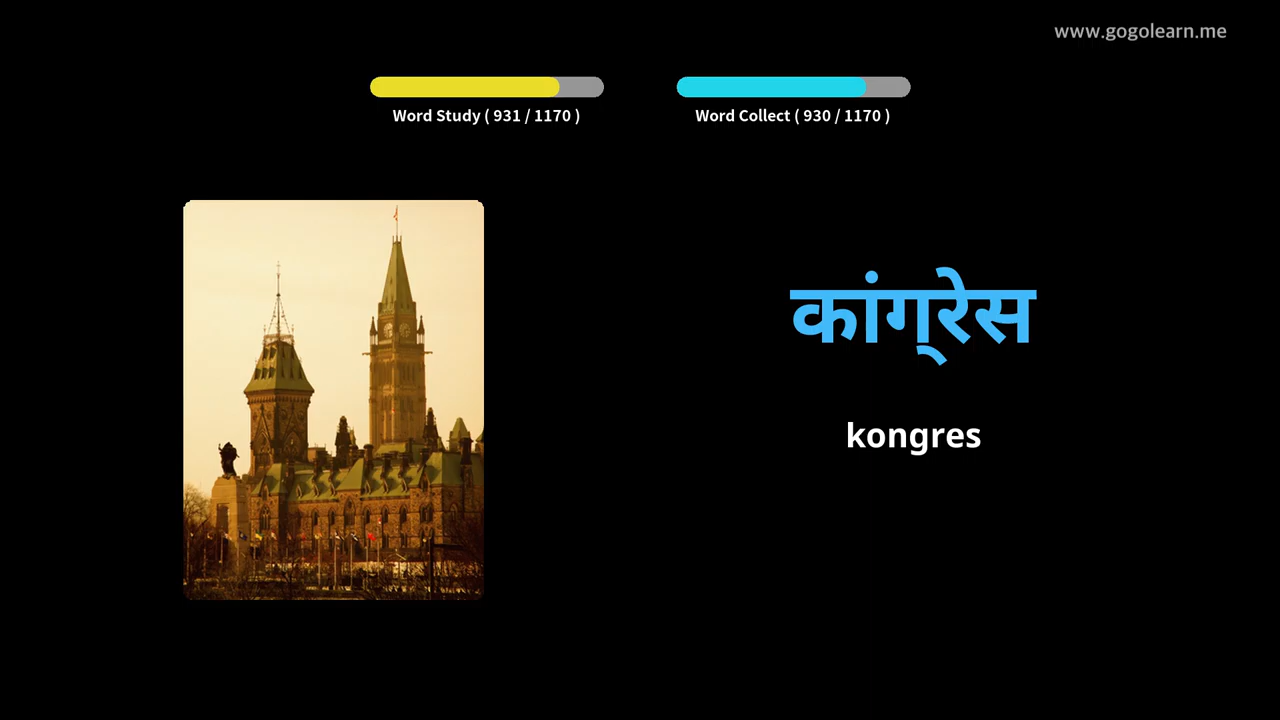 www.gogolearn.me
Word Study ( 931 / 1170 )
Word Collect ( 930 / 1170 )
कांग्रेस
kongres